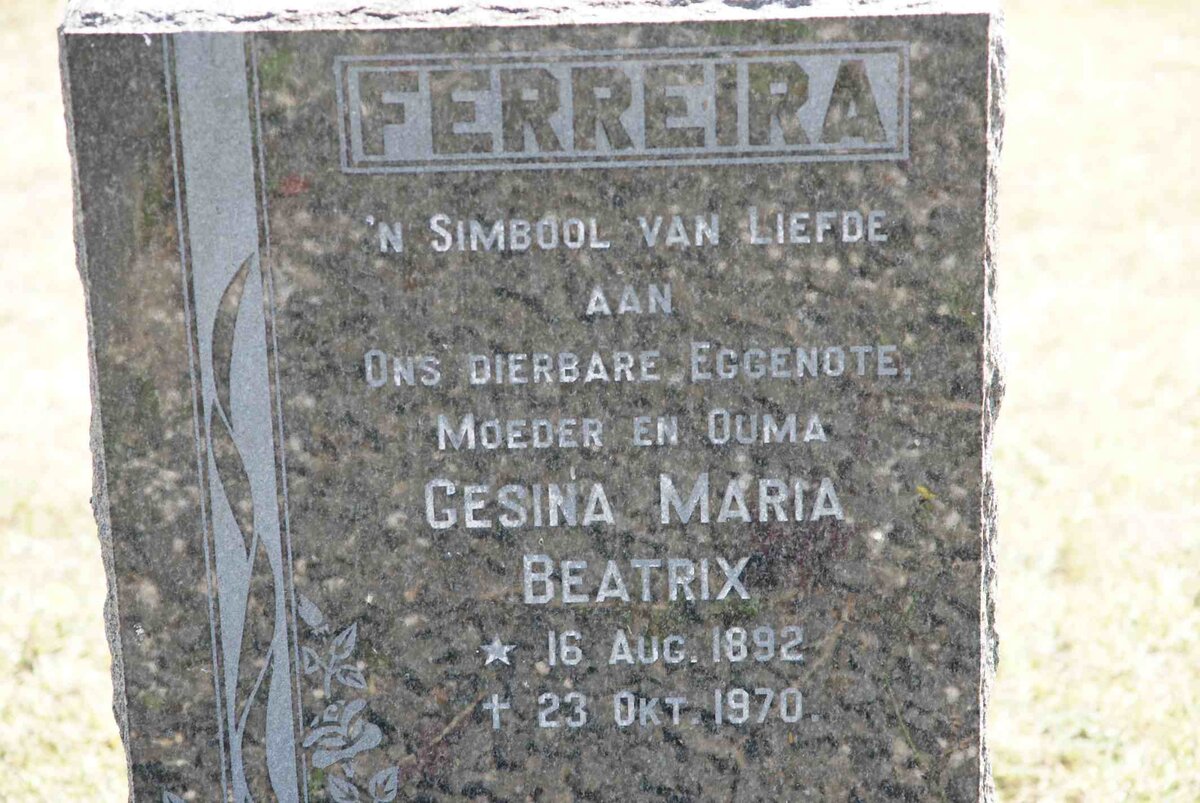 FERREIRA
'N SIMBOOL VAN LIEFDE
AAN
ONS DIERBARE EGGENOTE,
MOEDER EN OUMA
GESINA MARIA
BEATRIX
★ 16 AUG. 1892
† 23 OKT. 1970.